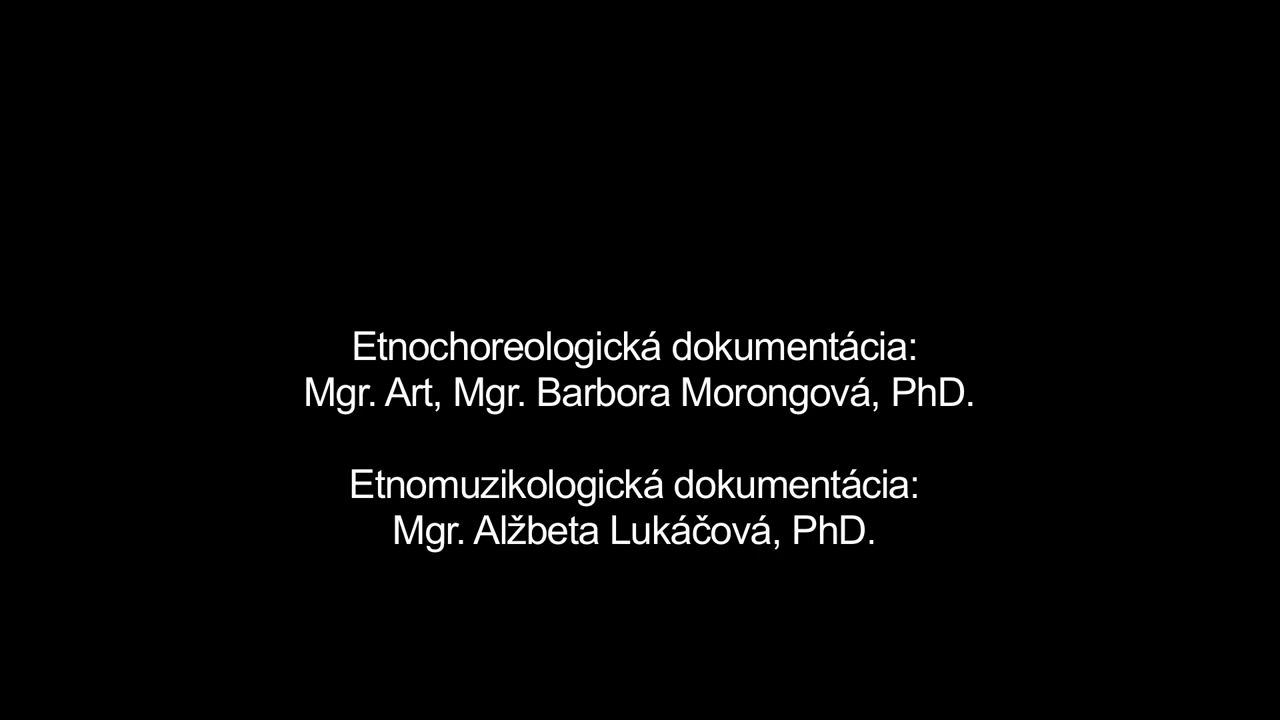 Etnochoreologická dokumentácia:
Mgr. Art, Mgr. Barbora Morongová, PhD.
Etnomuzikologická dokumentácia:
Mgr. Alžbeta Lukáčová, PhD.